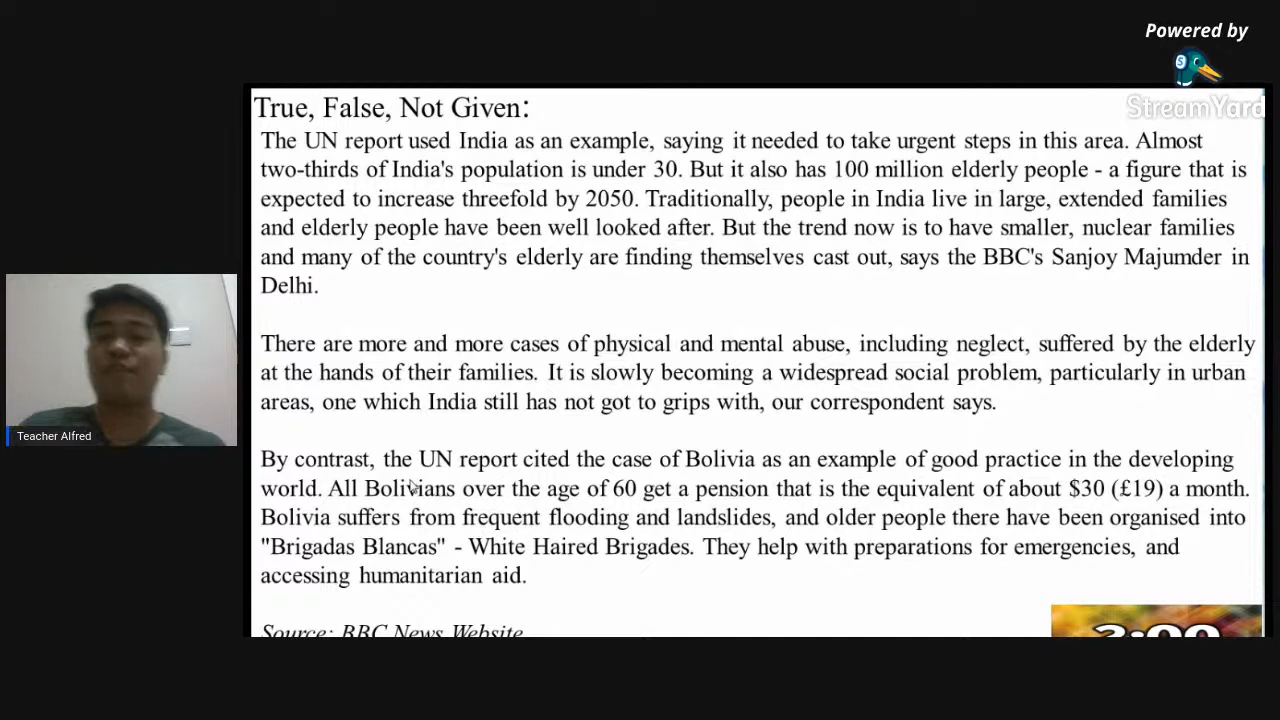 Powered by
StreamYard
True, False, Not Given:
The UN report used India as an example, saying it needed to take urgent steps in this area. Almost
two-thirds of India's population is under 30. But it also has 100 million elderly people - a figure that is
expected to increase threefold by 2050. Traditionally, people in India live in large, extended families
and elderly people have been well looked after. But the trend now is to have smaller, nuclear families
and many of the country's elderly are finding themselves cast out, says the BBC's Sanjoy Majumder in
Delhi.
There are more and more cases of physical and mental abuse, including neglect, suffered by the elderly
at the hands of their families. It is slowly becoming a widespread social problem, particularly in urban
areas, one which India still has not got to grips with, our correspondent says.
By contrast, the UN report cited the case of Bolivia as an example of good practice in the developing
world. All Bolivians over the age of 60 get a pension that is the equivalent of about $30 (£19) a month.
Bolivia suffers from frequent flooding and landslides, and older people there have been organised into
"Brigadas Blancas" - White Haired Brigades. They help with preparations for emergencies, and
accessing humanitarian aid.
Source: BBC News Website
3:00
Teacher Alfred